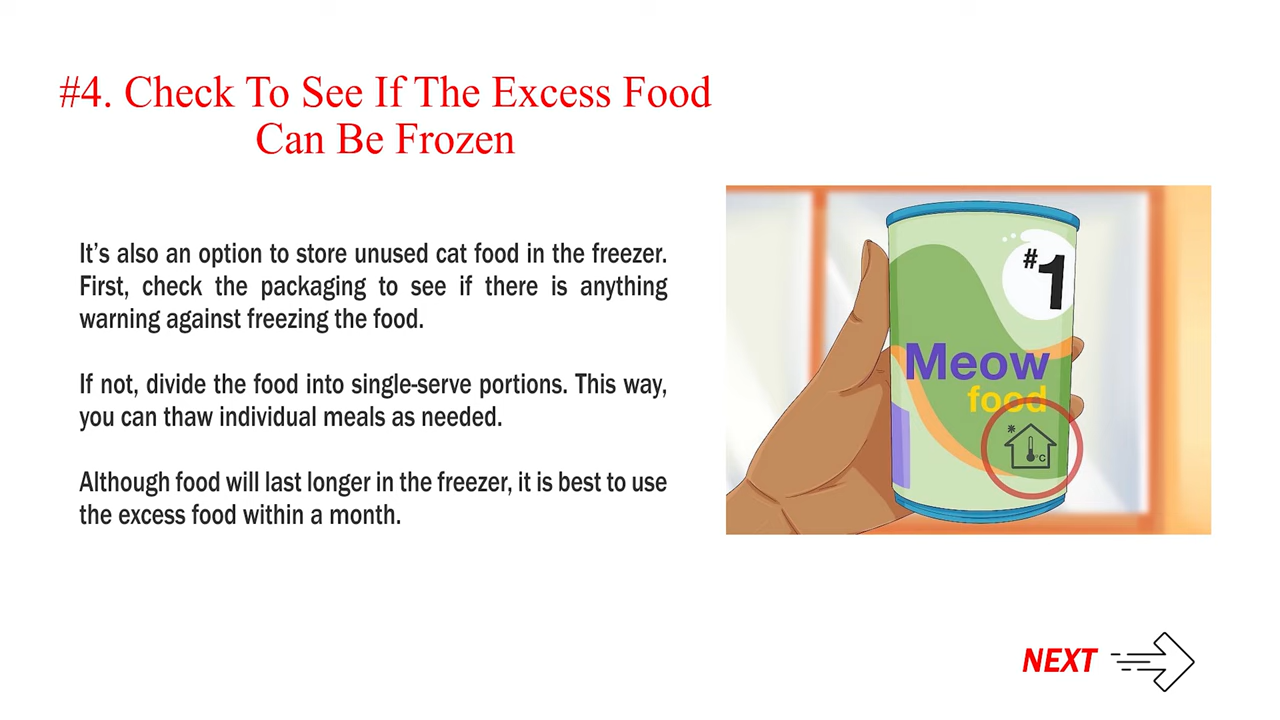 #4. Check To See If The Excess Food
Can Be Frozen
It’s also an option to store unused cat food in the freezer.
First, check the packaging to see if there is anything
warning against freezing the food.
If not, divide the food into single-serve portions. This way,
you can thaw individual meals as needed.
Although food will last longer in the freezer, it is best to use
the excess food within a month.
#1
Meow
food
°C
NEXT